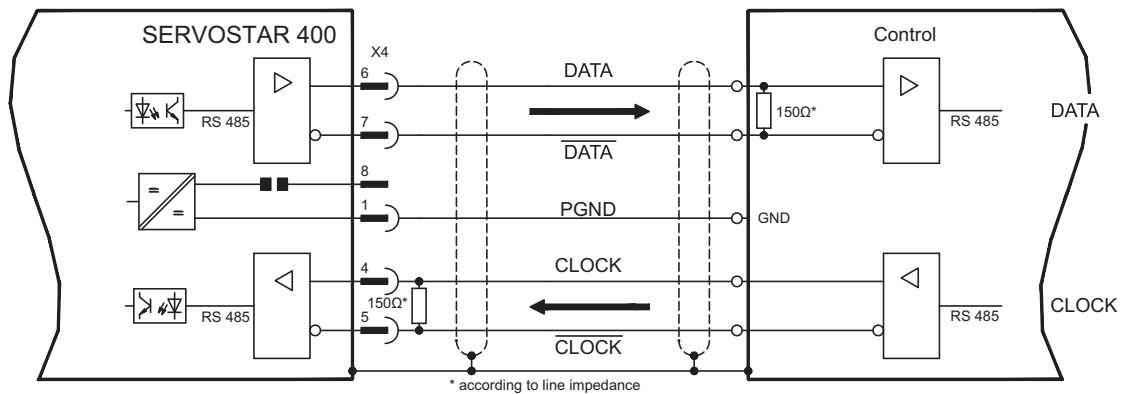 SERVOSTAR 400
X4
Control
6
DATA
RS 485
150Ω*
RS 485
DATA
7
DATA
8
=
=
1
PGND
GND
4
CLOCK
RS 485
150Ω*
RS 485
CLOCK
5
CLOCK
* according to line impedance